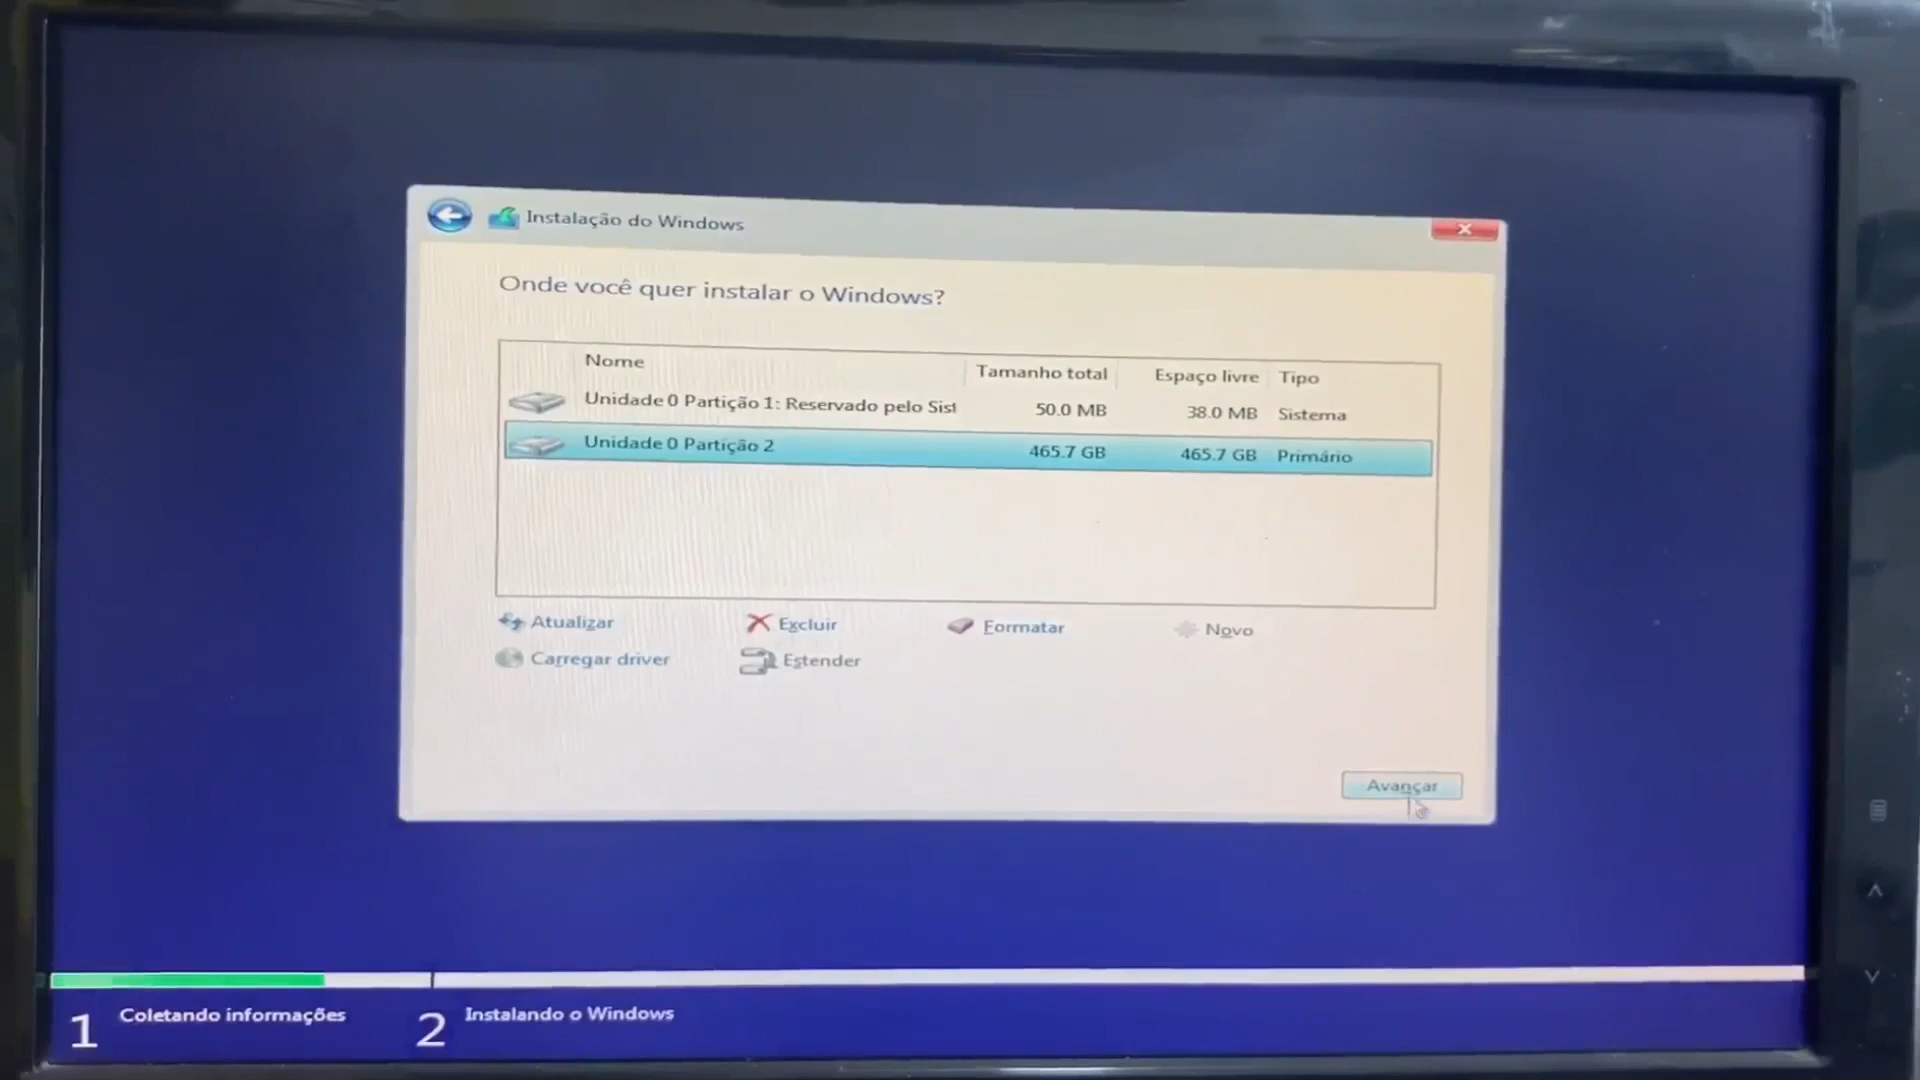 Instalação do Windows
Onde você quer instalar o Windows?
Nome Tamanho total Espaço livre Tipo
Unidade 0 Partição 1: Reservado pelo Sist 50.0 MB 38.0 MB Sistema
Unidade 0 Partição 2 465.7 GB 465.7 GB Primário
Atualizar Excluir Formatar Novo
Carregar driver Estender
Avançar
1 Coletando informações 2 Instalando o Windows